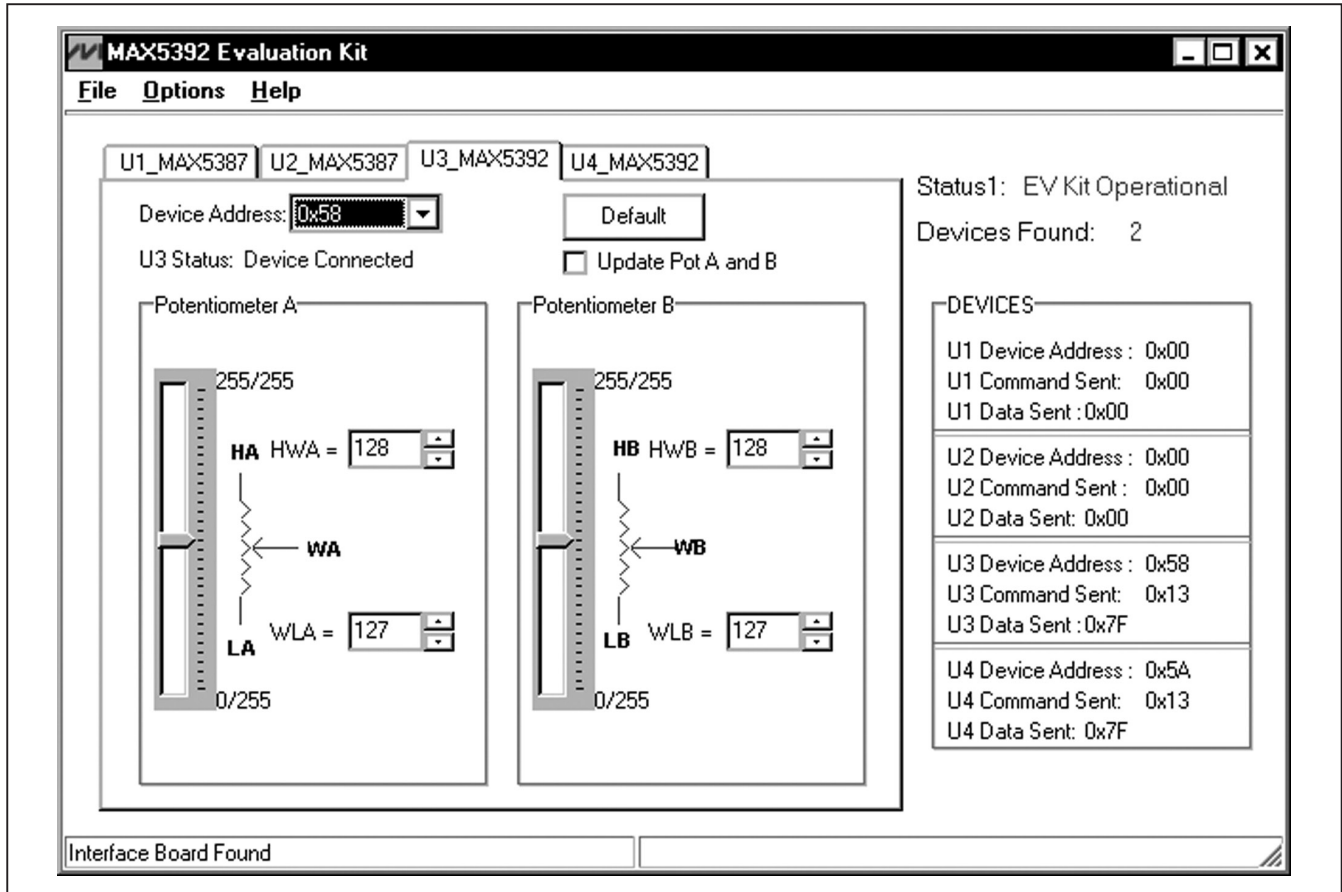 MAX5392 Evaluation Kit
File Options Help
U1_MAX5387 U2_MAX5387 U3_MAX5392 U4_MAX5392
Device Address: 0x58
Default
U3 Status: Device Connected
Update Pot A and B
Potentiometer A
255/255
HA HWA = 128
WA
LA WLA = 127
0/255
Potentiometer B
255/255
HB HWB = 128
WB
LB WLB = 127
0/255
Status1: EV Kit Operational
Devices Found: 2
DEVICES
U1 Device Address : 0x00
U1 Command Sent: 0x00
U1 Data Sent : 0x00
U2 Device Address : 0x00
U2 Command Sent : 0x00
U2 Data Sent: 0x00
U3 Device Address : 0x58
U3 Command Sent: 0x13
U3 Data Sent : 0x7F
U4 Device Address : 0x5A
U4 Command Sent: 0x13
U4 Data Sent: 0x7F
Interface Board Found